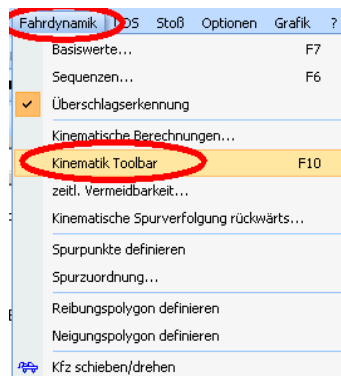 Fahrdynamik EDS Stoß Optionen Grafik ?
Basiswerte... F7
Sequenzen... F6
Überschlagserkennung
Kinematische Berechnungen...
Kinematik Toolbar F10
zeitl. Vermeidbarkeit...
Kinematische Spurverfolgung rückwärts...
Spurpunkte definieren
Spurzuordnung...
Reibungspolygon definieren
Neigungspolygon definieren
Kfz schieben/drehen